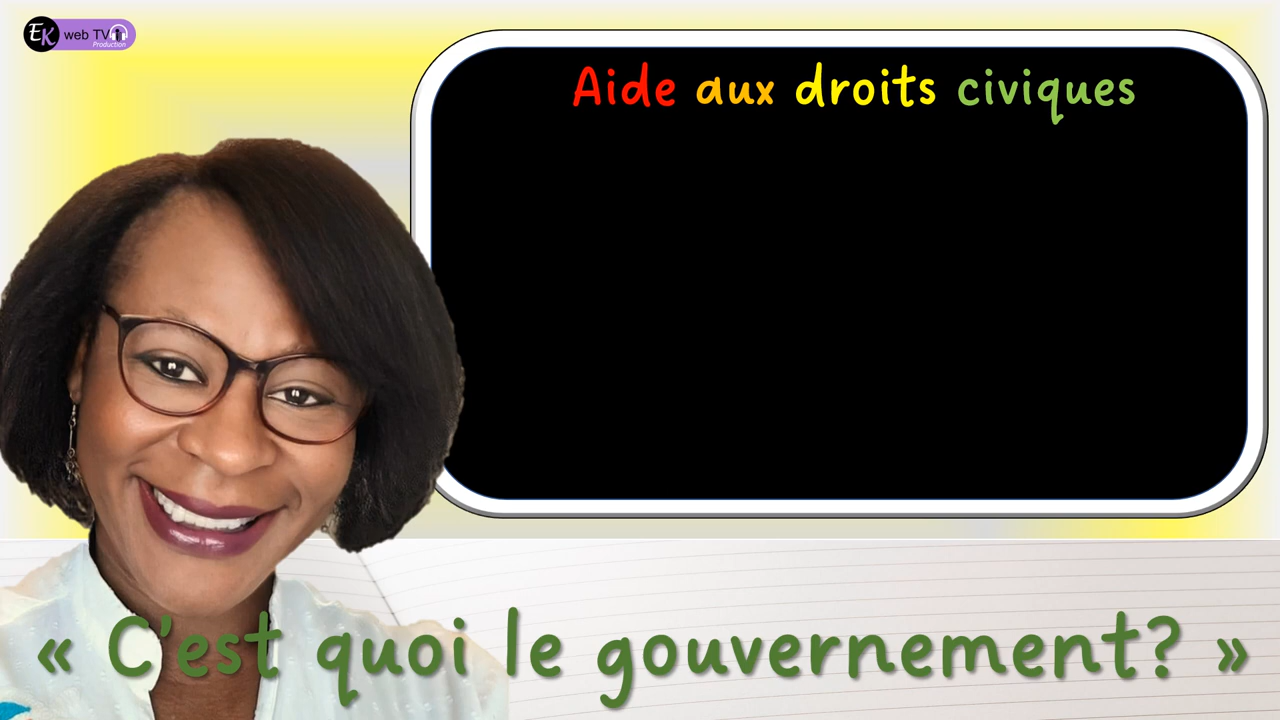 EK web TV
Production
Aide aux droits civiques
« C'est quoi le gouvernement? »